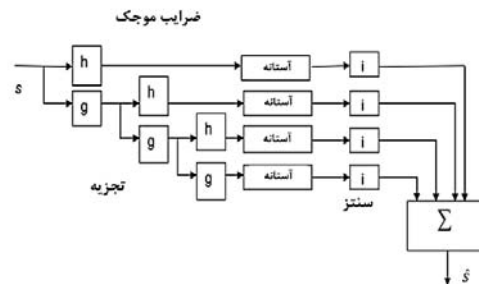 ضرایب موجک
h آستانه i
s
g h آستانه i
g h آستانه i
g آستانه i
تجزیه
سنتز
Σ
ŝ